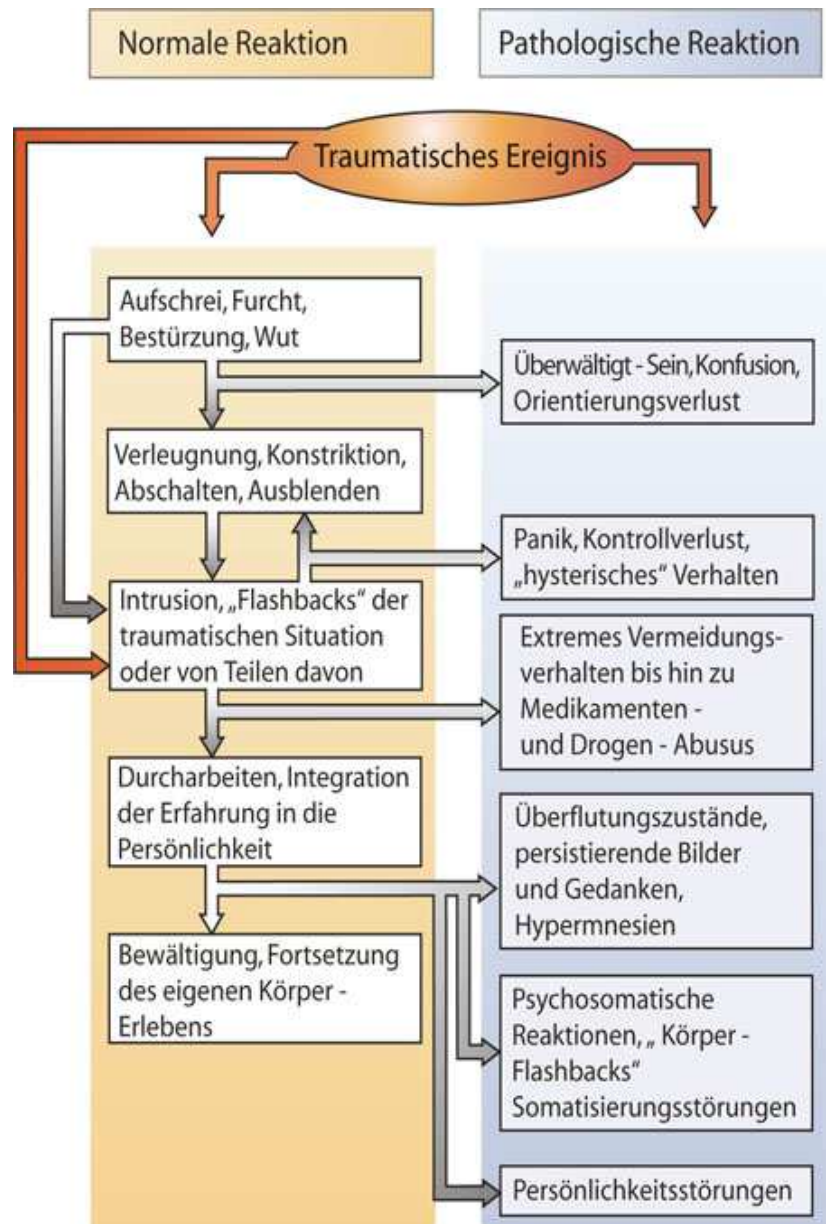 Normale Reaktion
Pathologische Reaktion
Traumatisches Ereignis
Aufschrei, Furcht,
Bestürzung, Wut
Überwältigt - Sein, Konfusion,
Orientierungsverlust
Verleugnung, Konstriktion,
Abschalten, Ausblenden
Panik, Kontrollverlust,
„hysterisches“ Verhalten
Intrusion, „Flashbacks“ der
traumatischen Situation
oder von Teilen davon
Extremes Vermeidungs-
verhalten bis hin zu
Medikamenten -
und Drogen - Abusus
Durcharbeiten, Integration
der Erfahrung in die
Persönlichkeit
Überflutungszustände,
persistierende Bilder
und Gedanken,
Hypermnesien
Bewältigung, Fortsetzung
des eigenen Körper -
Erlebens
Psychosomatische
Reaktionen, „ Körper -
Flashbacks“
Somatisierungsstörungen
Persönlichkeitsstörungen